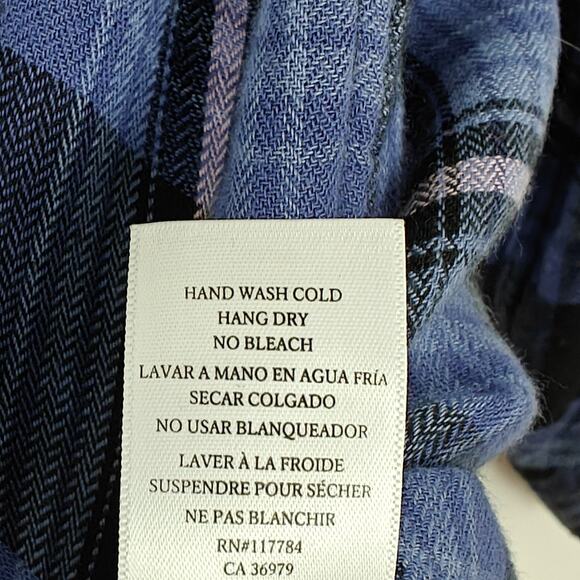 HAND WASH COLD
HANG DRY
NO BLEACH
LAVAR A MANO EN AGUA FRÍA
SECAR COLGADO
NO USAR BLANQUEADOR
LAVER À LA FROIDE
SUSPENDRE POUR SÉCHER
NE PAS BLANCHIR
RN#117784
CA 36979